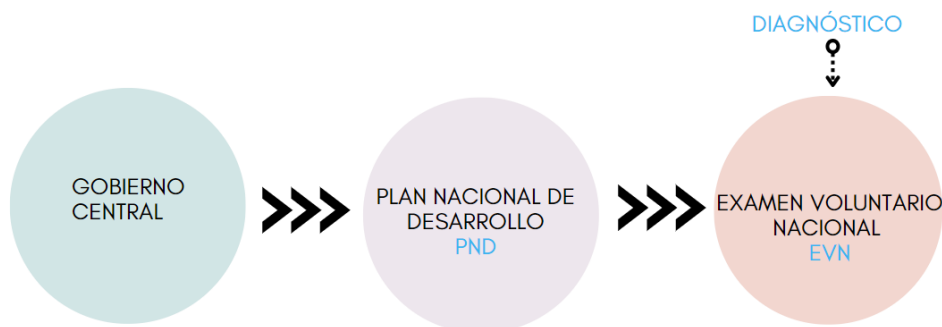 DIAGNÓSTICO
GOBIERNO
CENTRAL
PLAN NACIONAL DE
DESARROLLO
PND
EXAMEN VOLUNTARIO
NACIONAL
EVN